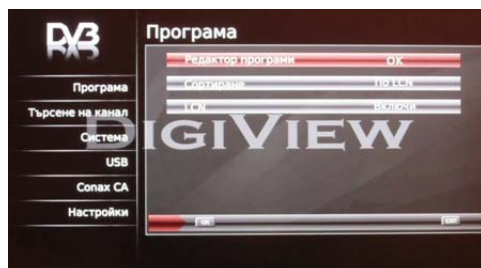 DVB
Програма
Редактор програми OK
Сортиране по LCN
LCN Включи
Програма
Търсене на канал
Система
USB
Conax CA
Настройки
DIGIVIEW
OK
EXIT